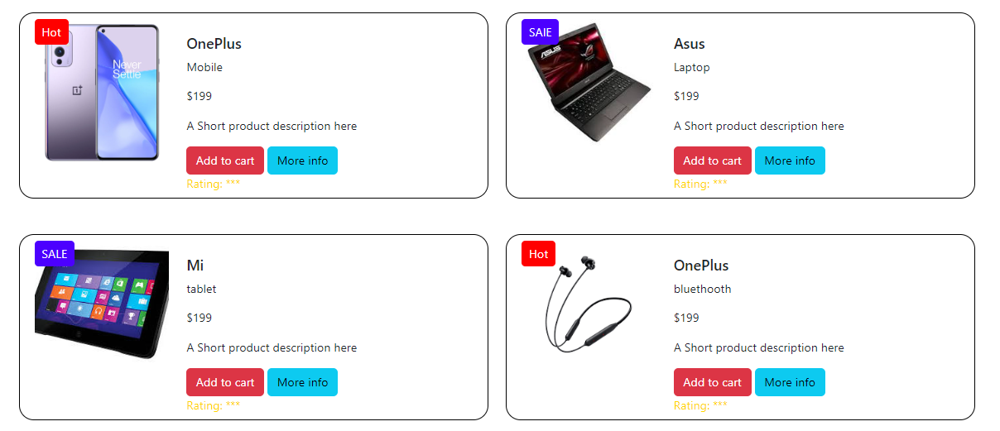 Hot
Never
Settle
OnePlus
Mobile
$199
A Short product description here
Add to cart More info
Rating: ***
SAlE
ASUS
Asus
Laptop
$199
A Short product description here
Add to cart More info
Rating: ***
SALE
Mi
tablet
$199
A Short product description here
Add to cart More info
Rating: ***
Hot
OnePlus
bluethooth
$199
A Short product description here
Add to cart More info
Rating: ***